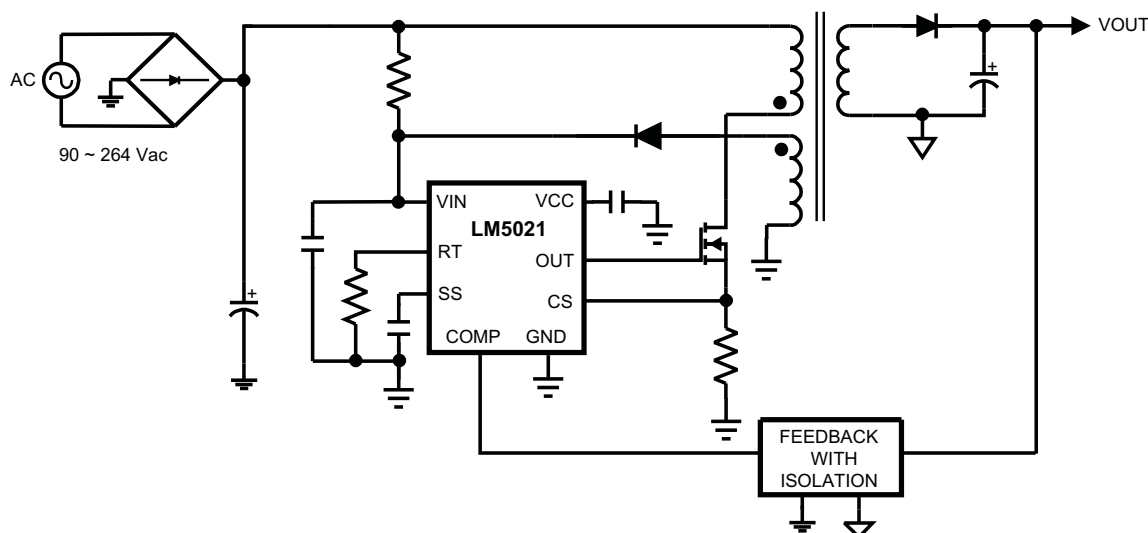 VOUT
AC
90 ~ 264 Vac
VIN
VCC
LM5021
RT
OUT
SS
CS
COMP
GND
FEEDBACK
WITH
ISOLATION